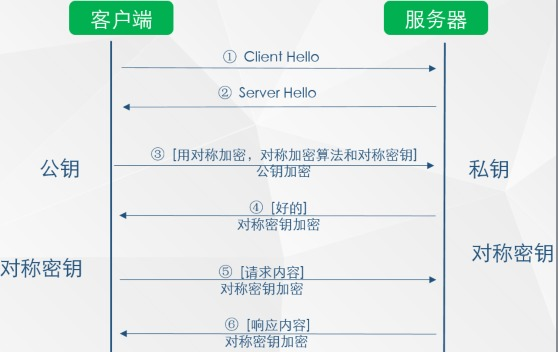 客户端
服务器
① Client Hello
② Server Hello
③ [用对称加密，对称加密算法和对称密钥]
公钥加密
公钥
私钥
④ [好的]
对称密钥加密
对称密钥
对称密钥
⑤ [请求内容]
对称密钥加密
⑥ [响应内容]
对称密钥加密